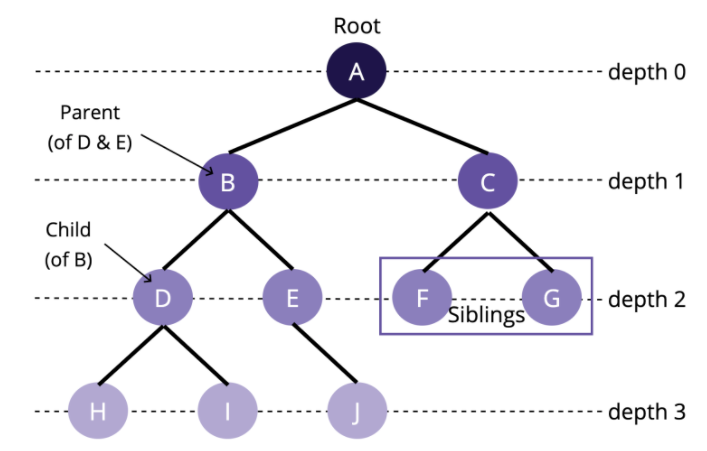 Root
A
depth 0
Parent
(of D & E)
B
C
depth 1
Child
(of B)
D
E
F
G
Siblings
depth 2
H
I
J
depth 3